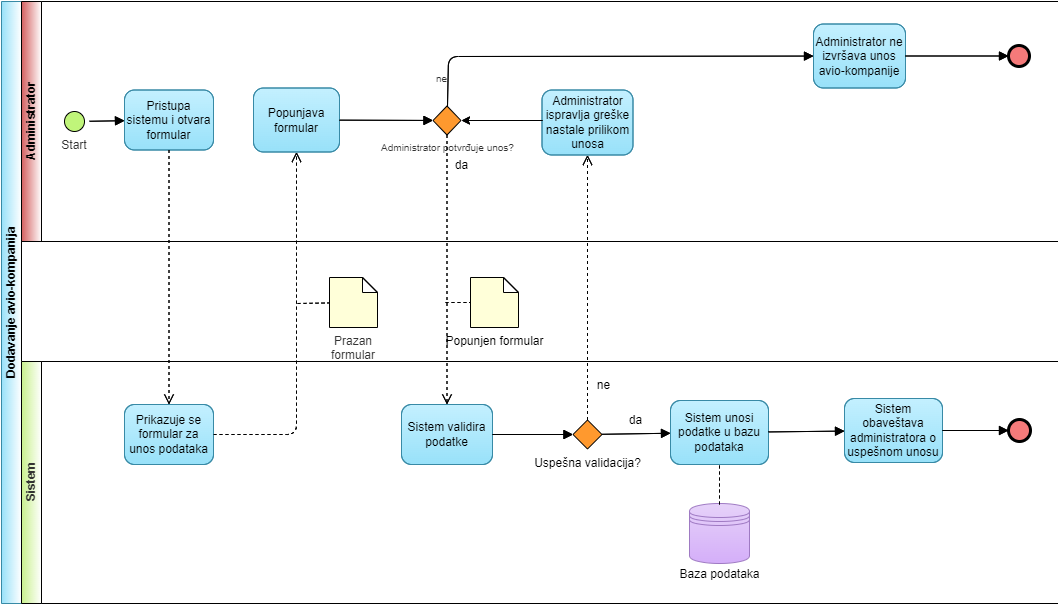 Dodavanje avio-kompanija
Administrator
Start
Pristupa
sistemu i otvara
formular
Popunjava
formular
ne
Administrator potvrđuje unos?
da
Administrator
ispravlja greške
nastale prilikom
unosa
Administrator ne
izvršava unos
avio-kompanije
Prazan
formular
Popunjen formular
Sistem
Prikazuje se
formular za
unos podataka
Sistem validira
podatke
ne
Uspešna validacija?
da
Sistem unosi
podatke u bazu
podataka
Baza podataka
Sistem
obaveštava
administratora o
uspešnom unosu